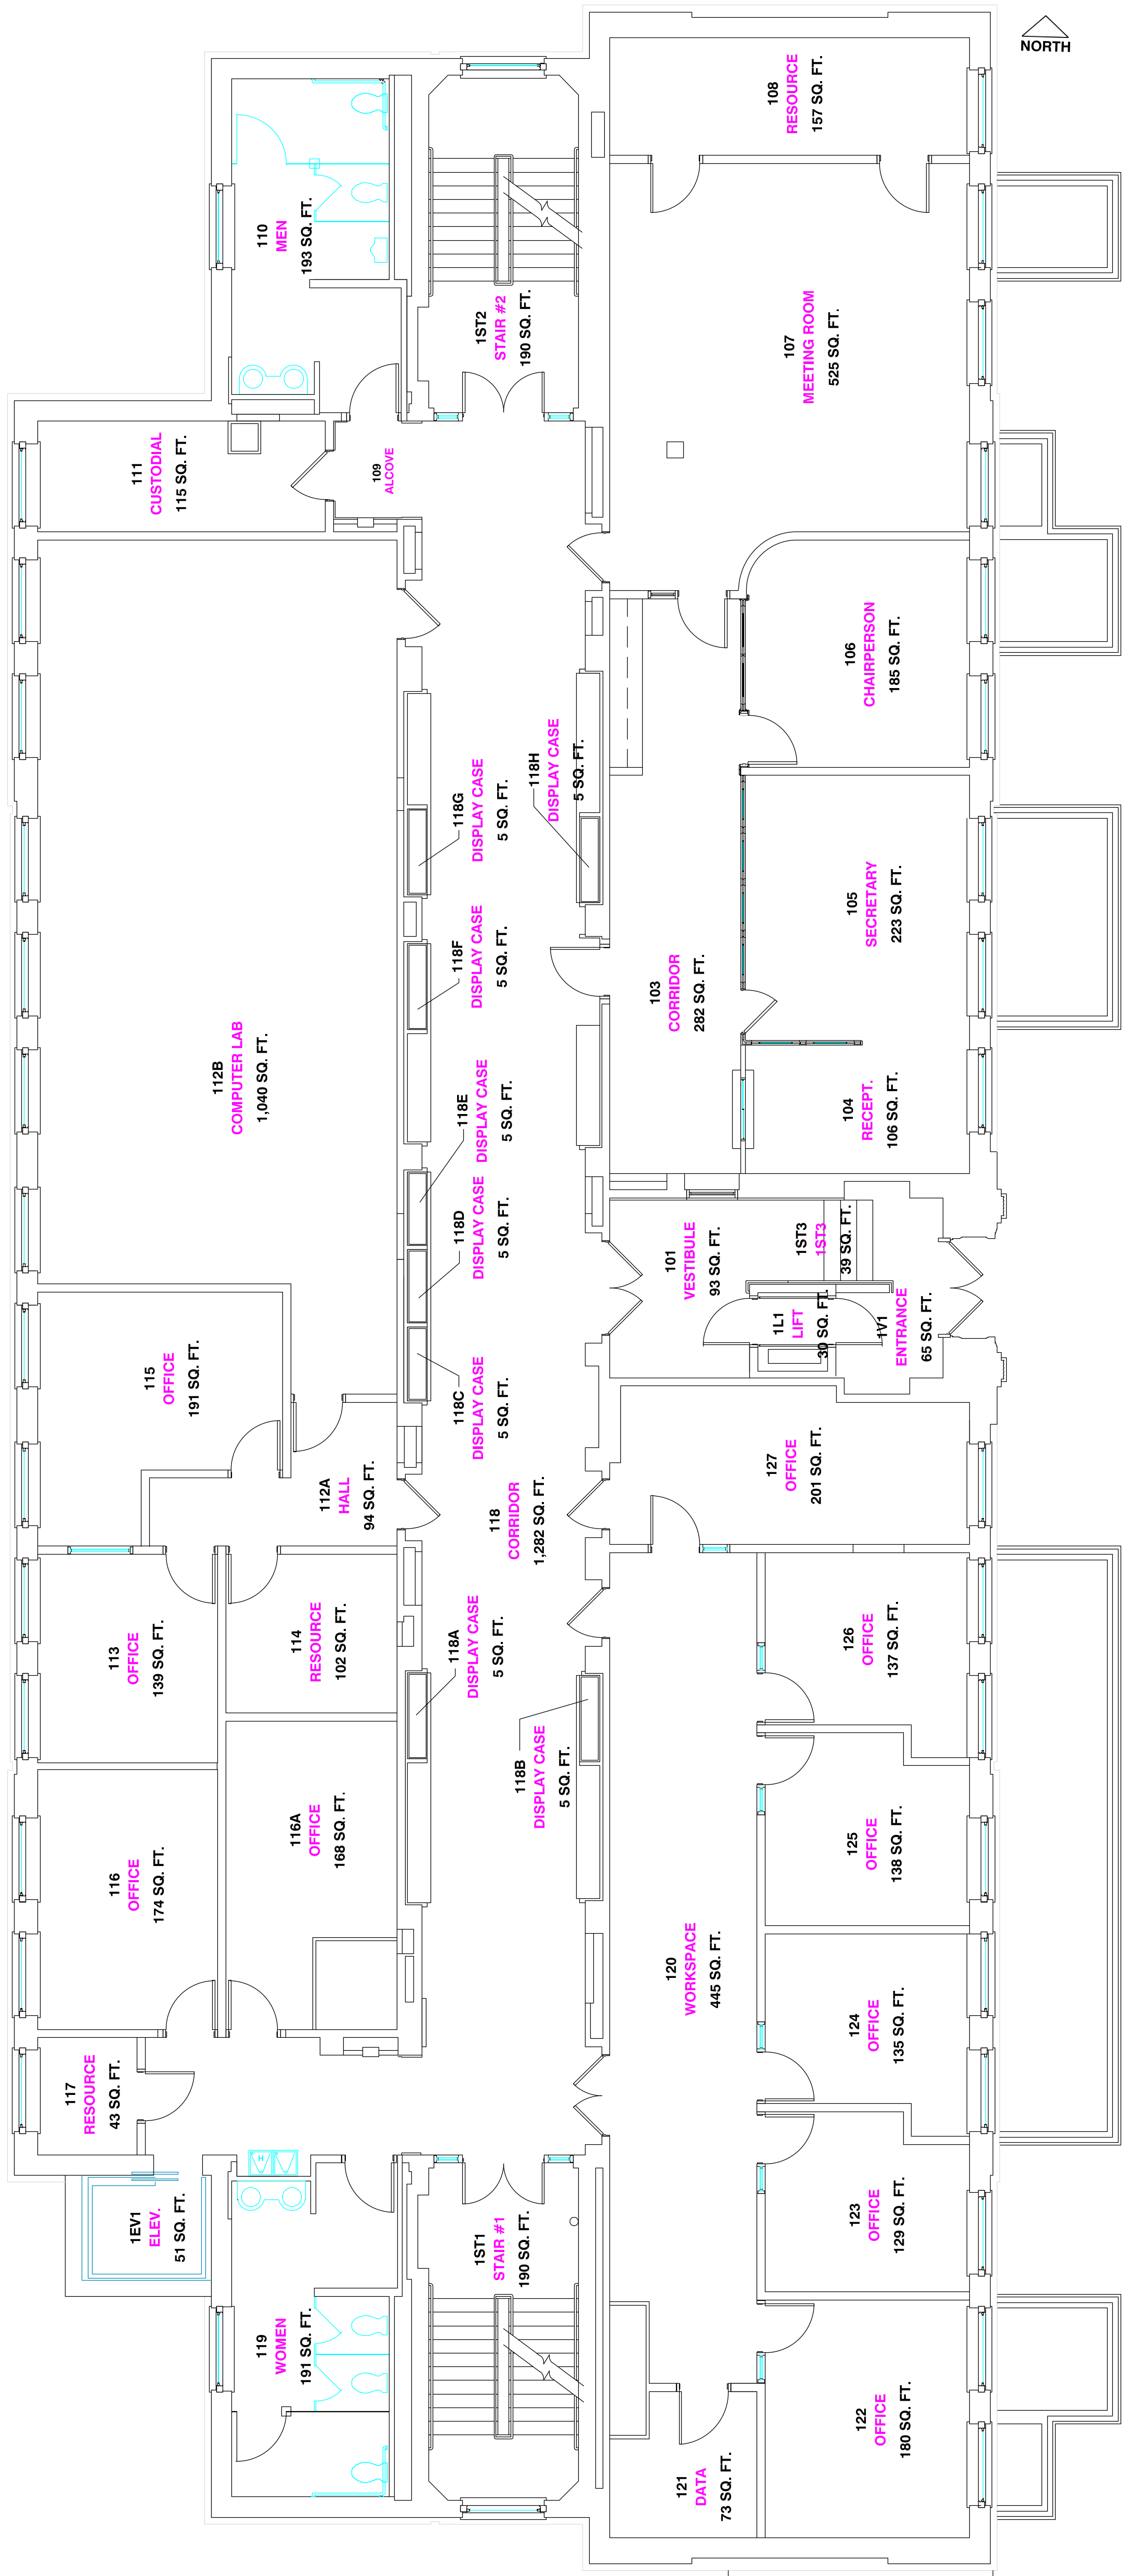 NORTH
108
RESOURCE
157 SQ. FT.
110
MEN
193 SQ. FT.
1ST2
STAIR #2
190 SQ. FT.
107
MEETING ROOM
525 SQ. FT.
111
CUSTODIAL
115 SQ. FT.
109
ALCOVE
106
CHAIRPERSON
185 SQ. FT.
118G
DISPLAY CASE
5 SQ. FT.
118H
DISPLAY CASE
5 SQ. FT.
118F
DISPLAY CASE
5 SQ. FT.
105
SECRETARY
223 SQ. FT.
103
CORRIDOR
282 SQ. FT.
112B
COMPUTER LAB
1,040 SQ. FT.
118E
DISPLAY CASE
5 SQ. FT.
104
RECEPT.
106 SQ. FT.
118D
DISPLAY CASE
5 SQ. FT.
101
VESTIBULE
93 SQ. FT.
1ST3
1ST3
39 SQ. FT.
1L1
LIFT
30 SQ. FT.
1V1
ENTRANCE
65 SQ. FT.
115
OFFICE
191 SQ. FT.
118C
DISPLAY CASE
5 SQ. FT.
112A
HALL
94 SQ. FT.
118
CORRIDOR
1,282 SQ. FT.
127
OFFICE
201 SQ. FT.
113
OFFICE
139 SQ. FT.
114
RESOURCE
102 SQ. FT.
118A
DISPLAY CASE
5 SQ. FT.
126
OFFICE
137 SQ. FT.
118B
DISPLAY CASE
5 SQ. FT.
116
OFFICE
174 SQ. FT.
116A
OFFICE
168 SQ. FT.
125
OFFICE
138 SQ. FT.
120
WORKSPACE
445 SQ. FT.
124
OFFICE
135 SQ. FT.
117
RESOURCE
43 SQ. FT.
H
1EV1
ELEV.
51 SQ. FT.
1ST1
STAIR #1
190 SQ. FT.
123
OFFICE
129 SQ. FT.
119
WOMEN
191 SQ. FT.
122
OFFICE
180 SQ. FT.
121
DATA
73 SQ. FT.